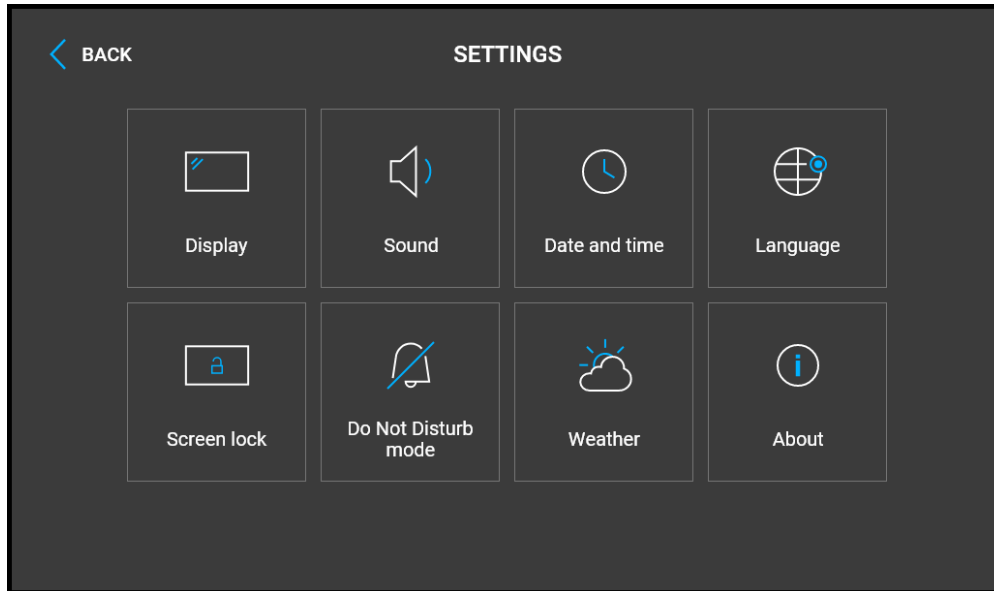 BACK
SETTINGS
Display
Sound
Date and time
Language
Screen lock
Do Not Disturb
mode
Weather
About